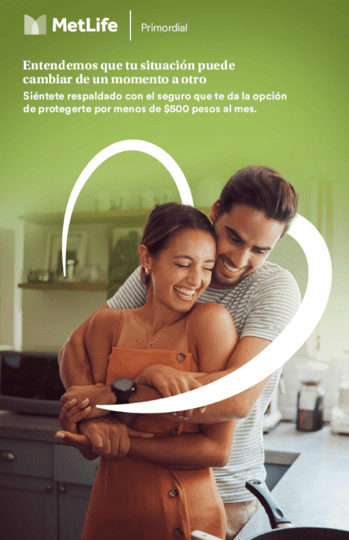 MetLife | Primordial
Entendemos que tu situación puede
cambiar de un momento a otro
Siéntete respaldado con el seguro que te da la opción
de protegerte por menos de $500 pesos al mes.